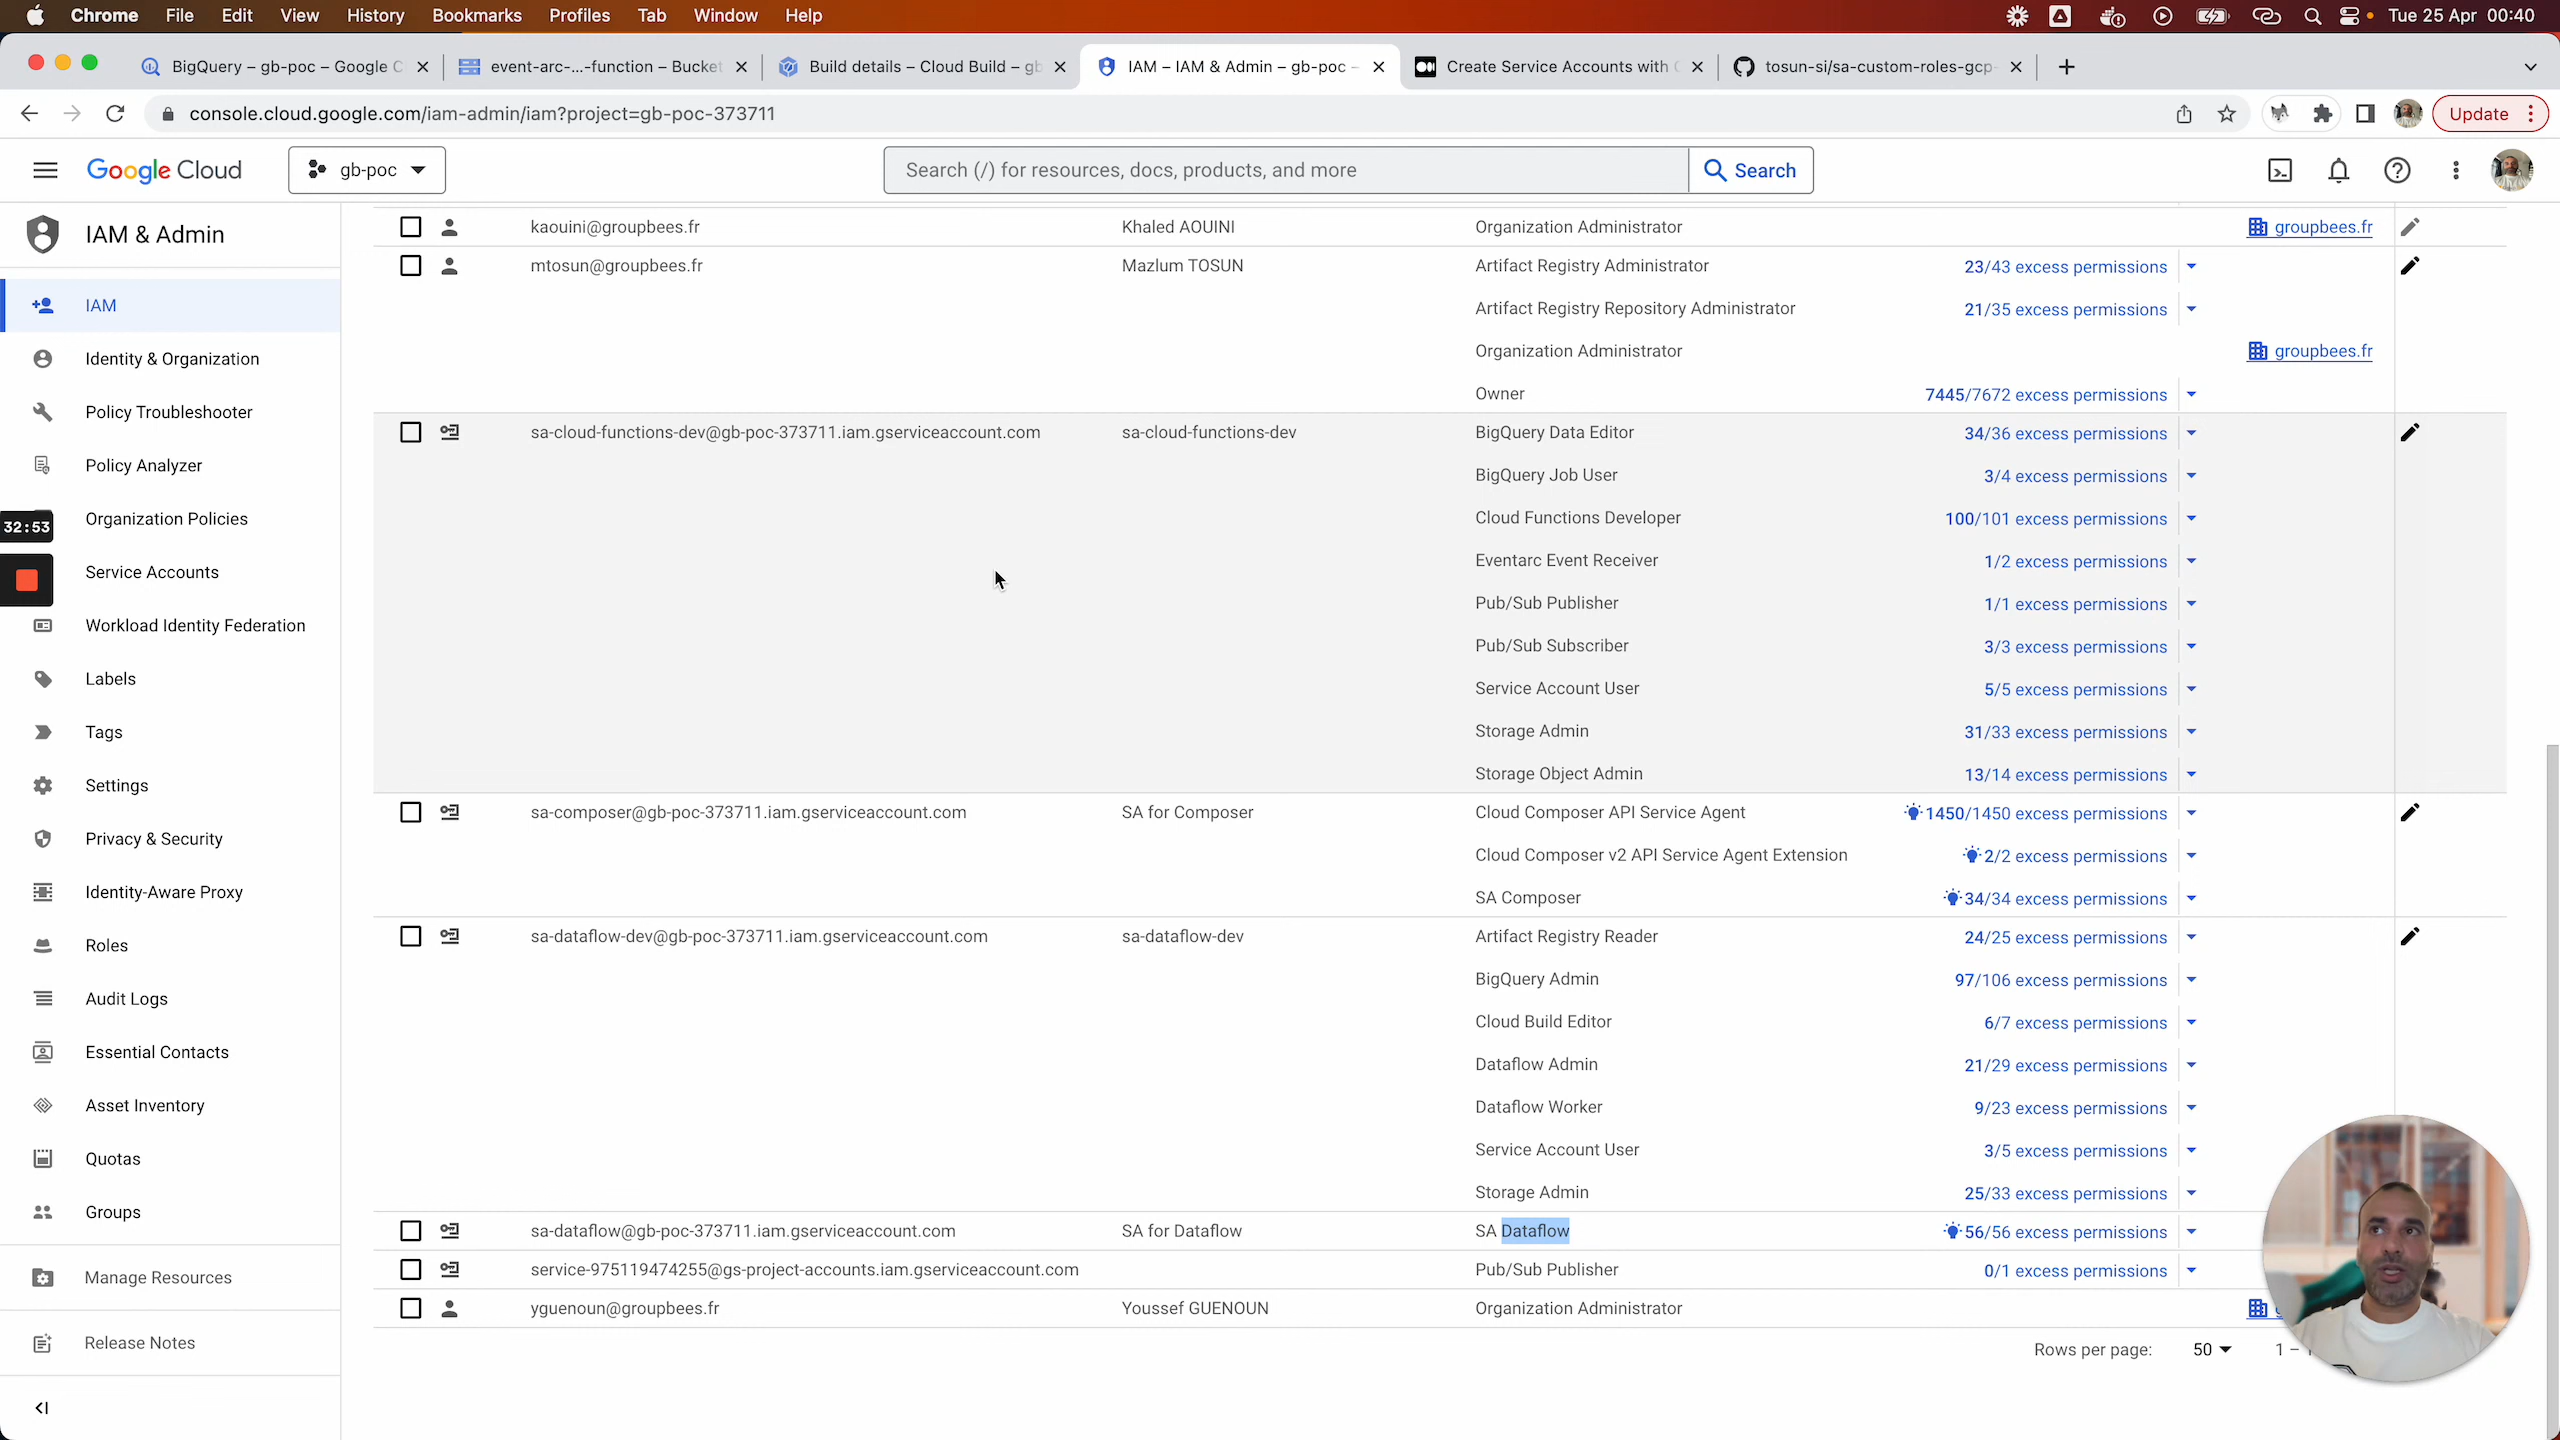 Chrome File Edit View History Bookmarks Profiles Tab Window Help Tue 25 Apr 00:40
BigQuery – gb-poc – Google C event-arc-...-function – Bucket Build details – Cloud Build – gb IAM – IAM & Admin – gb-poc – Create Service Accounts with tosun-si/sa-custom-roles-gcp-
console.cloud.google.com/iam-admin/iam?project=gb-poc-373711 Update
Google Cloud gb-poc Search (/) for resources, docs, products, and more Search
IAM & Admin
IAM
Identity & Organization
Policy Troubleshooter
Policy Analyzer
32:53
Organization Policies
Service Accounts
Workload Identity Federation
Labels
Tags
Settings
Privacy & Security
Identity-Aware Proxy
Roles
Audit Logs
Essential Contacts
Asset Inventory
Quotas
Groups
Manage Resources
Release Notes
kaouini@groupbees.fr Khaled AOUINI Organization Administrator groupbees.fr
mtosun@groupbees.fr Mazlum TOSUN Artifact Registry Administrator 23/43 excess permissions
Artifact Registry Repository Administrator 21/35 excess permissions
Organization Administrator groupbees.fr
Owner 7445/7672 excess permissions
sa-cloud-functions-dev@gb-poc-373711.iam.gserviceaccount.com sa-cloud-functions-dev BigQuery Data Editor 34/36 excess permissions
BigQuery Job User 3/4 excess permissions
Cloud Functions Developer 100/101 excess permissions
Eventarc Event Receiver 1/2 excess permissions
Pub/Sub Publisher 1/1 excess permissions
Pub/Sub Subscriber 3/3 excess permissions
Service Account User 5/5 excess permissions
Storage Admin 31/33 excess permissions
Storage Object Admin 13/14 excess permissions
sa-composer@gb-poc-373711.iam.gserviceaccount.com SA for Composer Cloud Composer API Service Agent 1450/1450 excess permissions
Cloud Composer v2 API Service Agent Extension 2/2 excess permissions
SA Composer 34/34 excess permissions
sa-dataflow-dev@gb-poc-373711.iam.gserviceaccount.com sa-dataflow-dev Artifact Registry Reader 24/25 excess permissions
BigQuery Admin 97/106 excess permissions
Cloud Build Editor 6/7 excess permissions
Dataflow Admin 21/29 excess permissions
Dataflow Worker 9/23 excess permissions
Service Account User 3/5 excess permissions
Storage Admin 25/33 excess permissions
sa-dataflow@gb-poc-373711.iam.gserviceaccount.com SA for Dataflow SA Dataflow 56/56 excess permissions
service-975119474255@gs-project-accounts.iam.gserviceaccount.com Pub/Sub Publisher 0/1 excess permissions
yguenoun@groupbees.fr Youssef GUENOUN Organization Administrator
Rows per page: 50 1 –